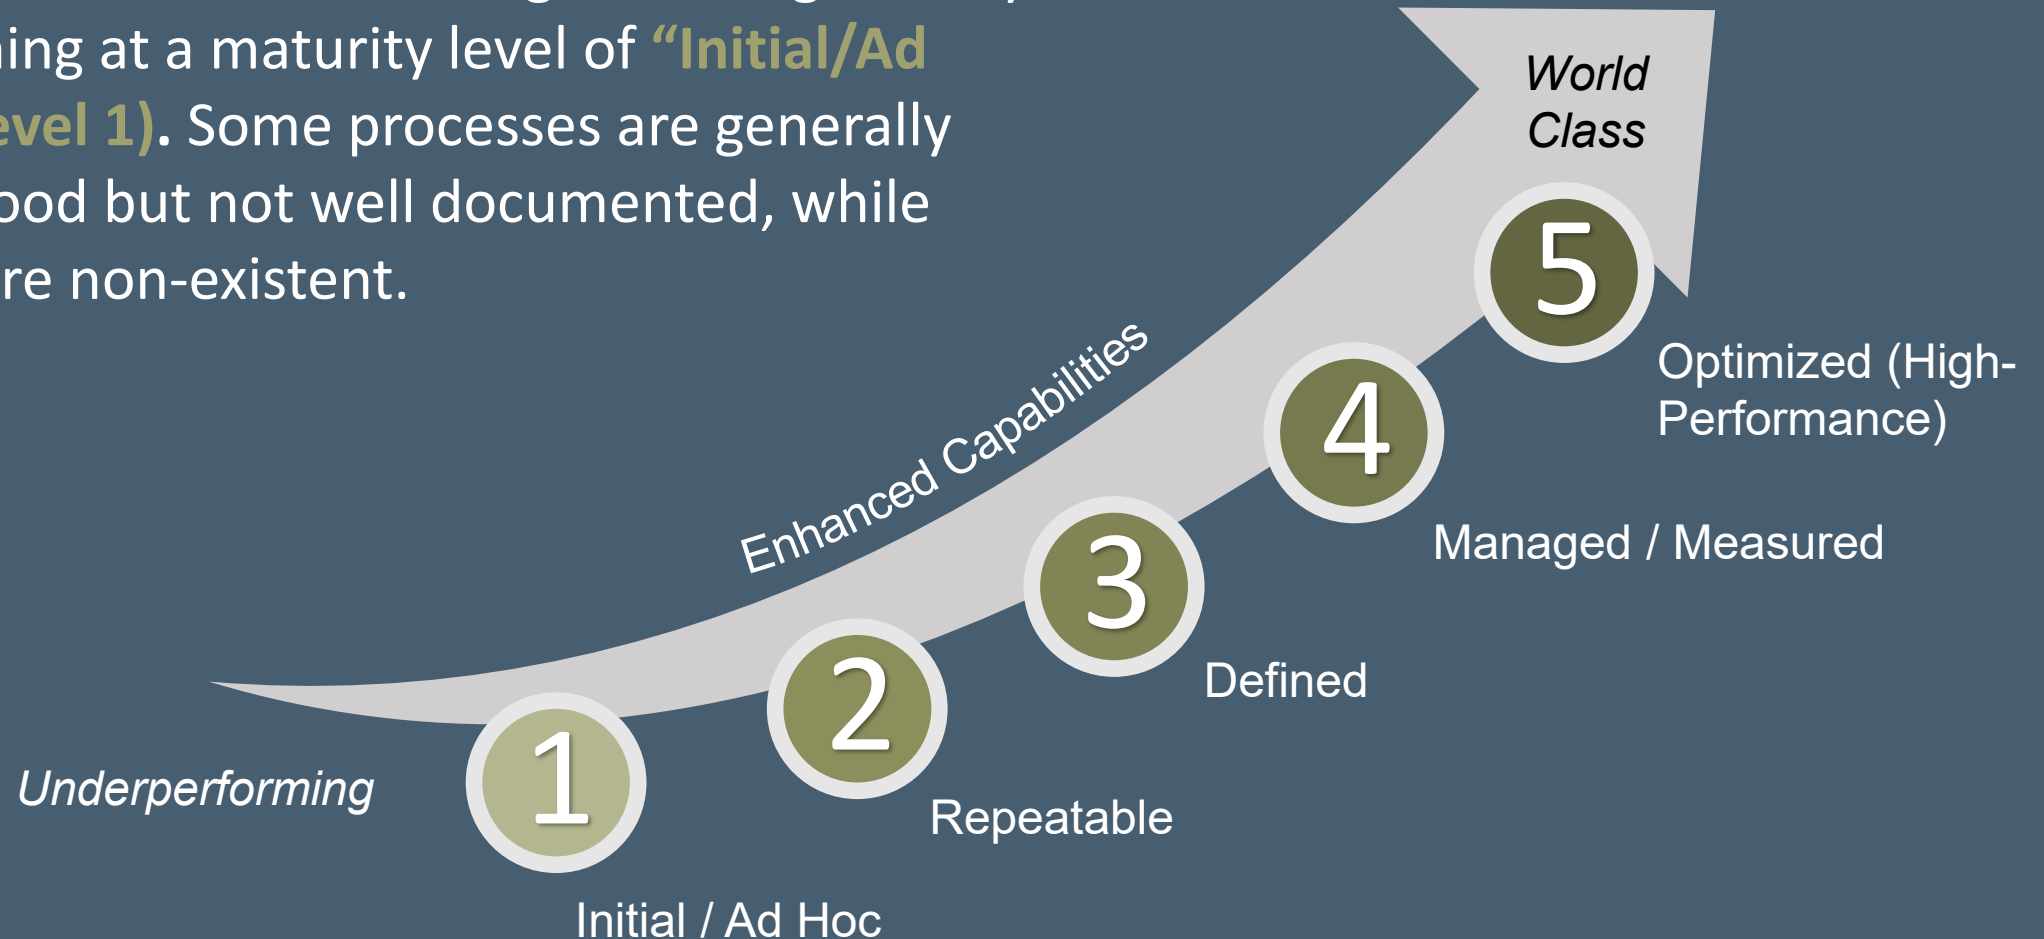 ing at a maturity level of “Initial/Ad
evel 1). Some processes are generally
ood but not well documented, while
re non-existent.
World
Class
5
Optimized (High-
Performance)
Enhanced Capabilities
4
Managed / Measured
3
Defined
2
Repeatable
Underperforming
1
Initial / Ad Hoc